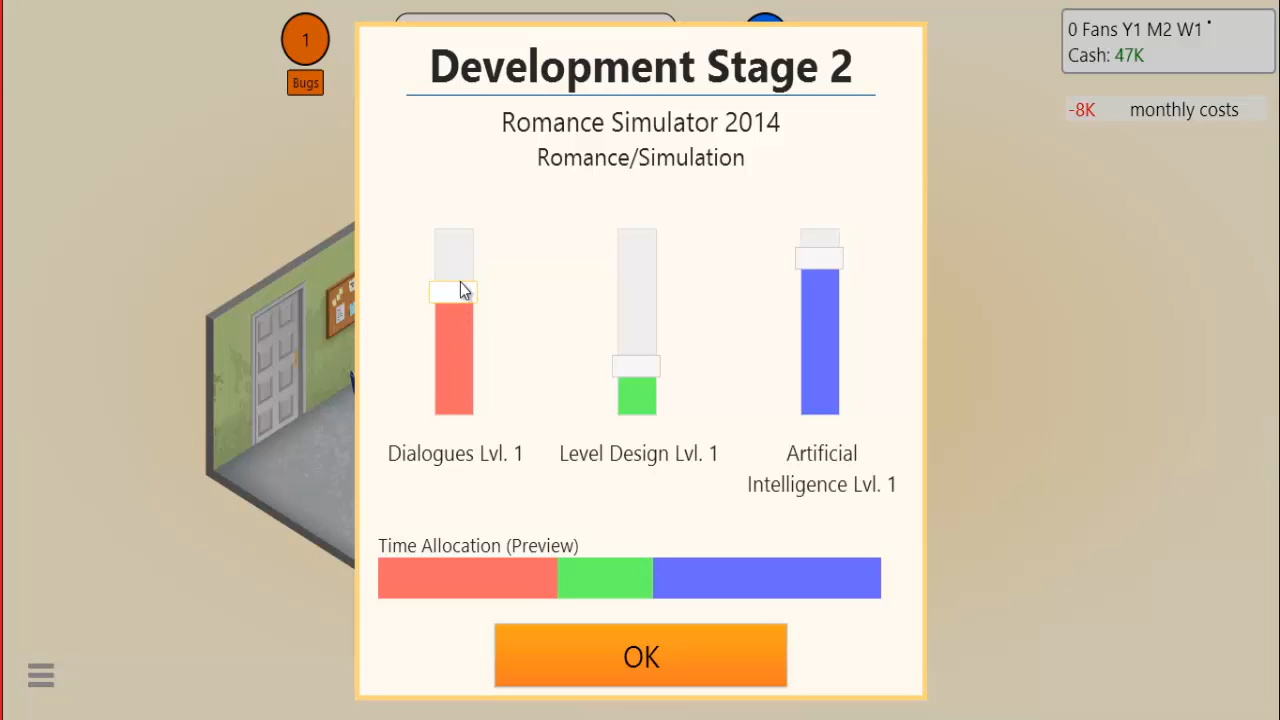 1
Bugs
Development Stage 2
Romance Simulator 2014
Romance/Simulation
0 Fans Y1 M2 W1
Cash: 47K
-8K monthly costs
Dialogues Lvl. 1
Level Design Lvl. 1
Artificial
Intelligence Lvl. 1
Time Allocation (Preview)
OK